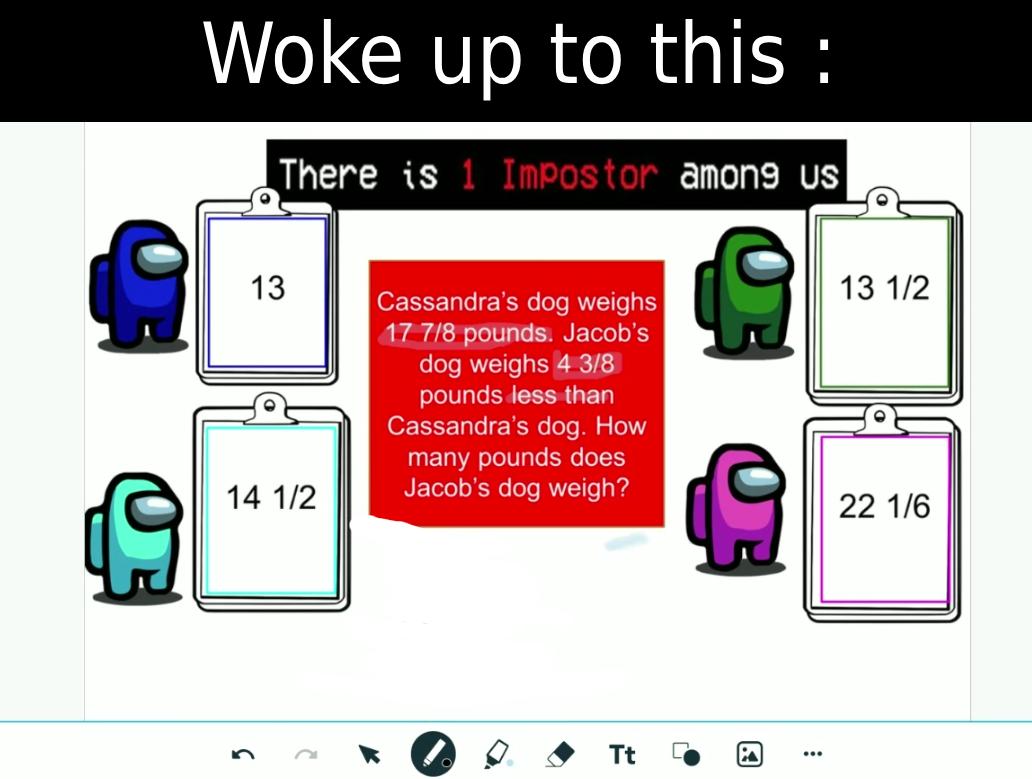 Woke up to this :
There is 1 Impostor among us
13
13 1/2
Cassandra's dog weighs
17 7/8 pounds. Jacob's
dog weighs 4 3/8
pounds less than
Cassandra's dog. How
many pounds does
Jacob's dog weigh?
14 1/2
22 1/6
Tt